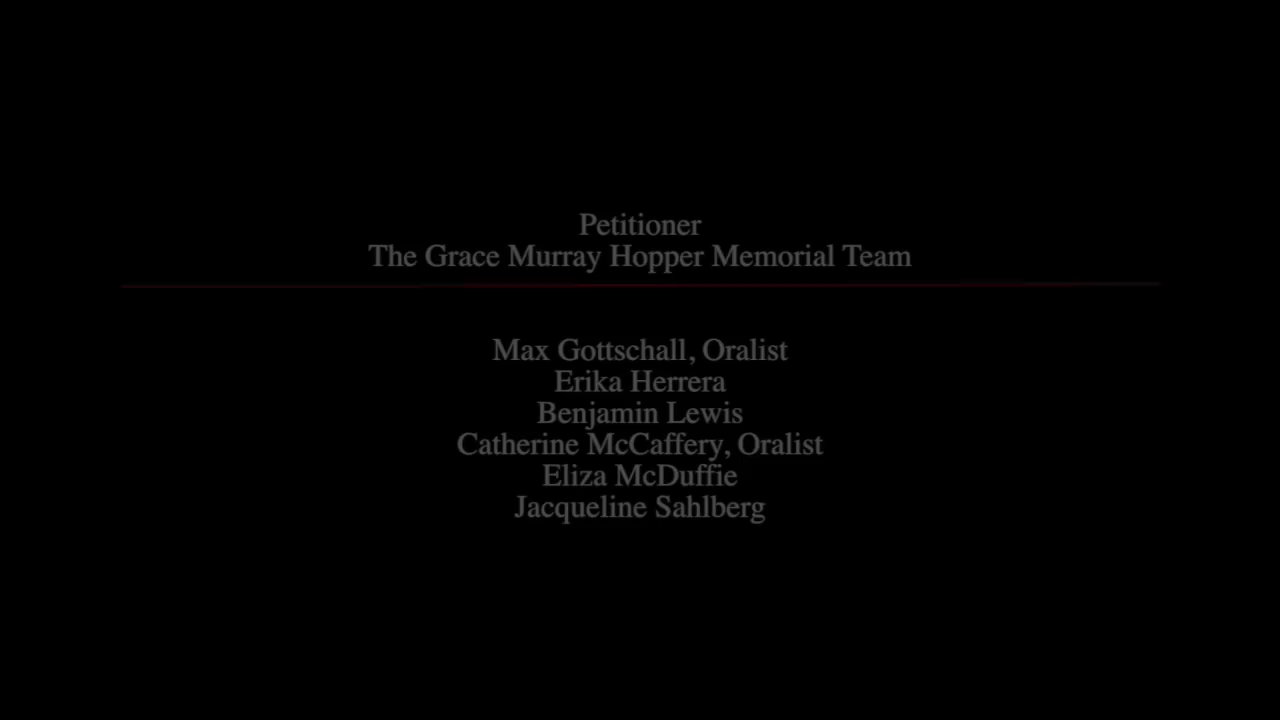 Petitioner
The Grace Murray Hopper Memorial Team
Max Gottschall, Oralist
Erika Herrera
Benjamin Lewis
Catherine McCaffery, Oralist
Eliza McDuffie
Jacqueline Sahlberg